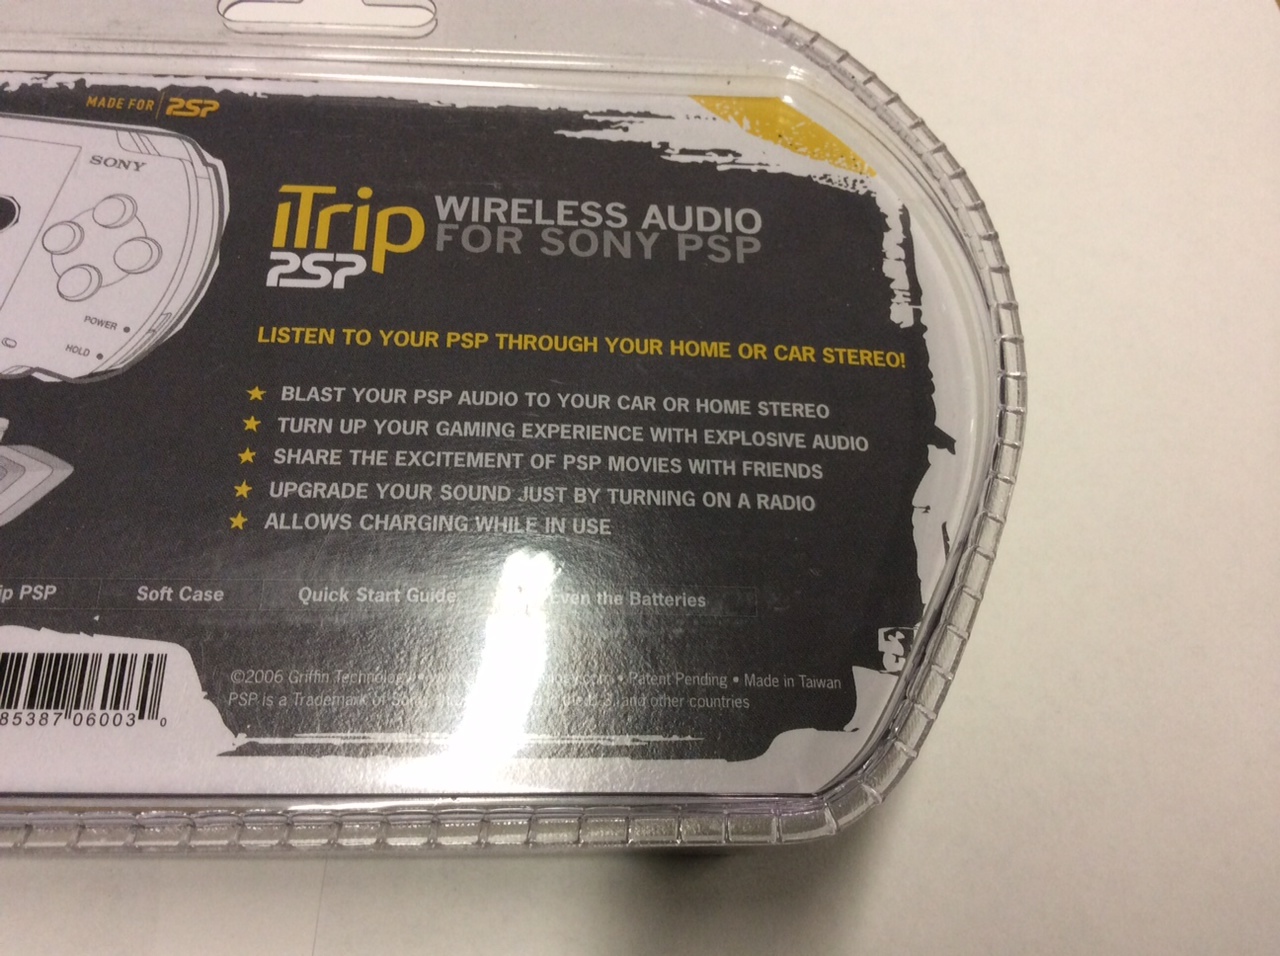 MADE FOR PSP
SONY
POWER
HOLD
iTrip
PSP
WIRELESS AUDIO
FOR SONY PSP
LISTEN TO YOUR PSP THROUGH YOUR HOME OR CAR STEREO!
BLAST YOUR PSP AUDIO TO YOUR CAR OR HOME STEREO
TURN UP YOUR GAMING EXPERIENCE WITH EXPLOSIVE AUDIO
SHARE THE EXCITEMENT OF PSP MOVIES WITH FRIENDS
UPGRADE YOUR SOUND JUST BY TURNING ON A RADIO
ALLOWS CHARGING WHILE IN USE
PSP Soft Case Quick Start Guide Even the Batteries
©2006 Griffin Technology • Patent Pending • Made in Taiwan
PSP is a Trademark of and other countries
85387 06003 0